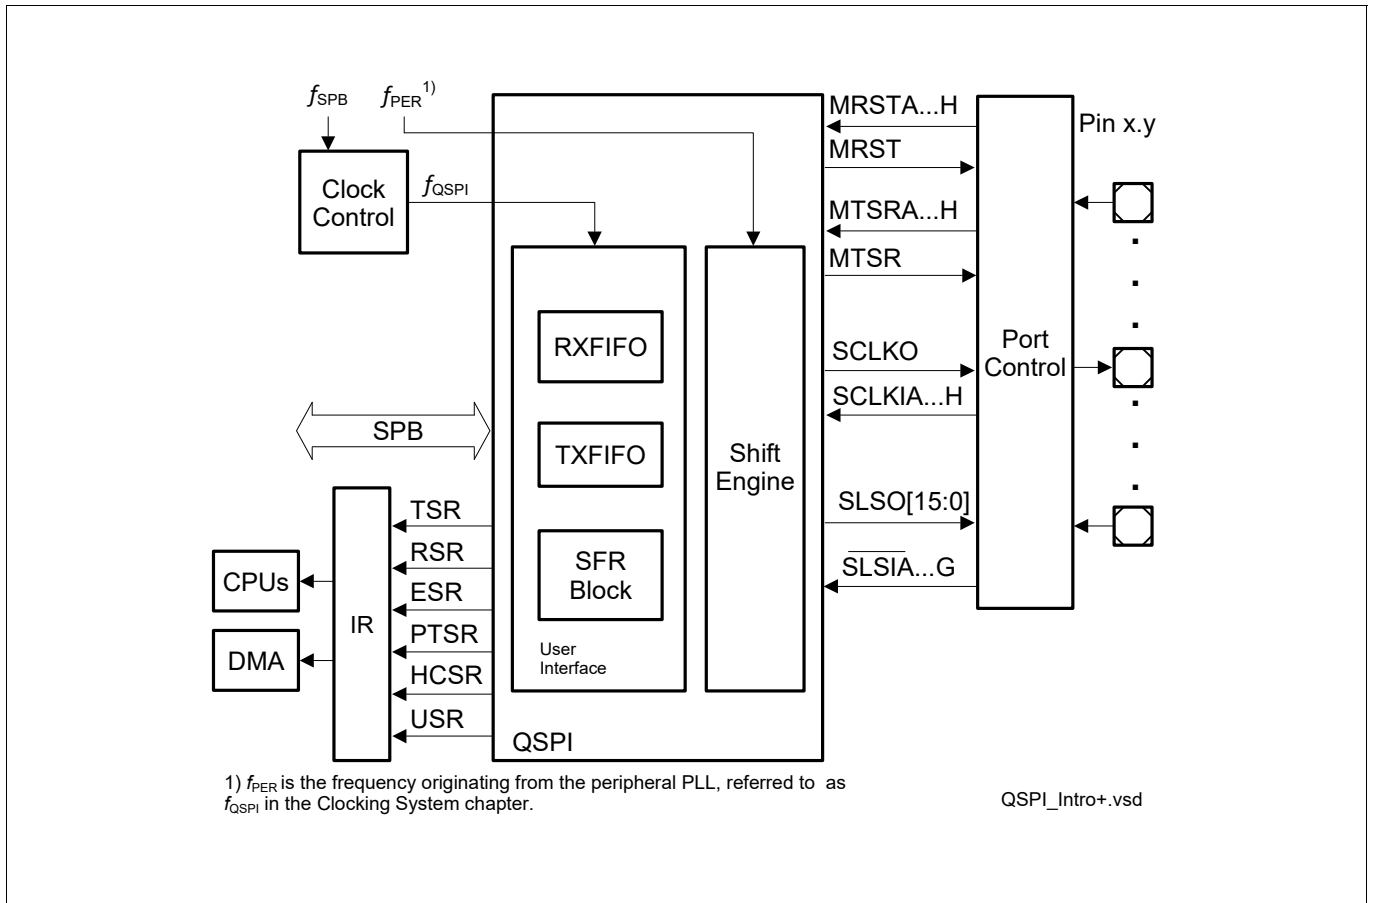 fSPB
fPER1)
Clock
Control
fQSPI
SPB
RXFIFO
TXFIFO
SFR
Block
User
Interface
Shift
Engine
QSPI
MRSTA...H
MRST
MTSRA...H
MTSR
SCLKO
SCLKIA...H
SLSO[15:0]
SLSIA...G
Port
Control
Pin x.y
TSR
RSR
ESR
PTSR
HCSR
USR
IR
CPUs
DMA
1) fPER is the frequency originating from the peripheral PLL, referred to as
fQSPI in the Clocking System chapter.
QSPI_Intro+.vsd